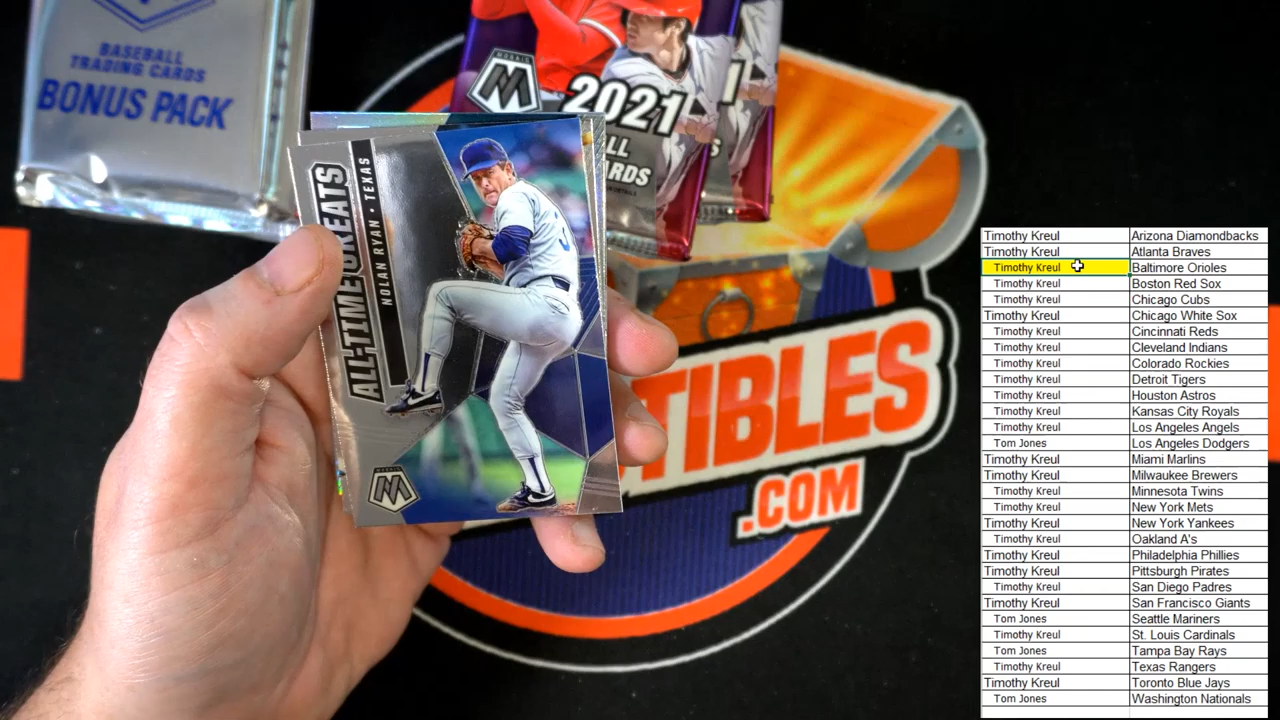 BASEBALL
TRADING CARDS
BONUS PACK
MOSAIC
M
2021
ALL-TIME GREATS
NOLAN RYAN • TEXAS
MOSAIC
M
TIBLES
.COM
Timothy Kreul Arizona Diamondbacks
Timothy Kreul Atlanta Braves
Timothy Kreul Baltimore Orioles
Timothy Kreul Boston Red Sox
Timothy Kreul Chicago Cubs
Timothy Kreul Chicago White Sox
Timothy Kreul Cincinnati Reds
Timothy Kreul Cleveland Indians
Timothy Kreul Colorado Rockies
Timothy Kreul Detroit Tigers
Timothy Kreul Houston Astros
Timothy Kreul Kansas City Royals
Timothy Kreul Los Angeles Angels
Tom Jones Los Angeles Dodgers
Timothy Kreul Miami Marlins
Timothy Kreul Milwaukee Brewers
Timothy Kreul Minnesota Twins
Timothy Kreul New York Mets
Timothy Kreul New York Yankees
Timothy Kreul Oakland A's
Timothy Kreul Philadelphia Phillies
Timothy Kreul Pittsburgh Pirates
Timothy Kreul San Diego Padres
Timothy Kreul San Francisco Giants
Tom Jones Seattle Mariners
Timothy Kreul St. Louis Cardinals
Tom Jones Tampa Bay Rays
Timothy Kreul Texas Rangers
Timothy Kreul Toronto Blue Jays
Tom Jones Washington Nationals